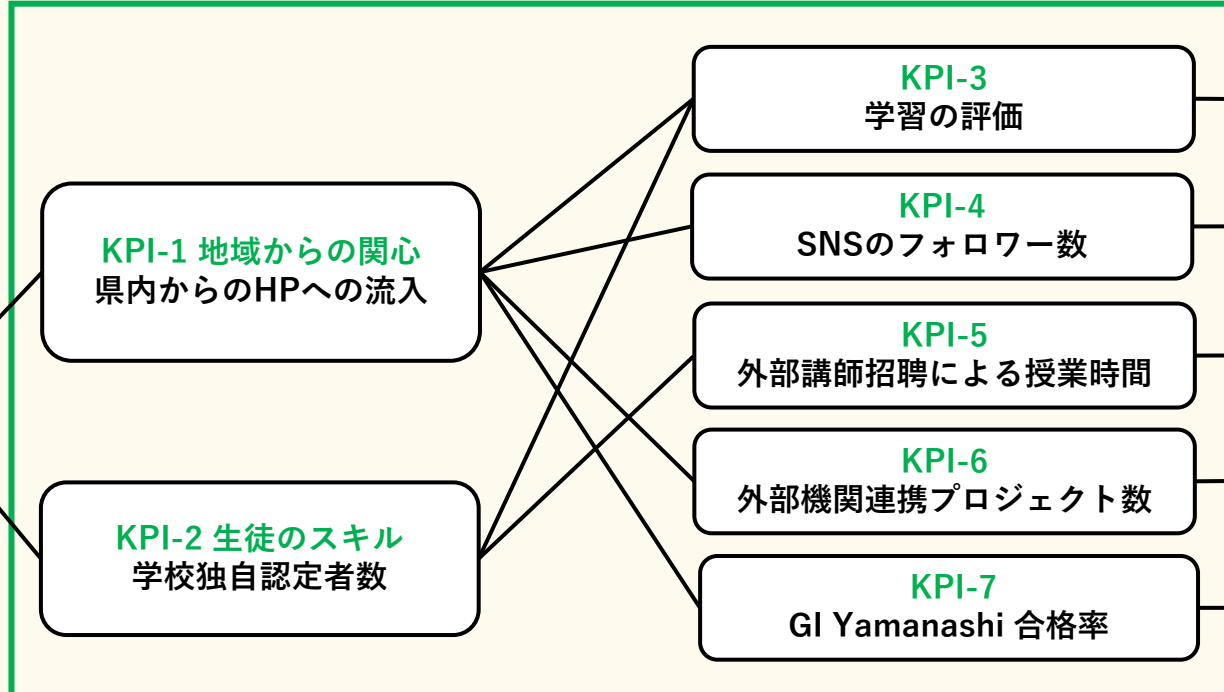 KPI-1 地域からの関心
県内からのHPへの流入
KPI-2 生徒のスキル
学校独自認定者数
KPI-3
学習の評価
KPI-4
SNSのフォロワー数
KPI-5
外部講師招聘による授業時間
KPI-6
外部機関連携プロジェクト数
KPI-7
GI Yamanashi 合格率